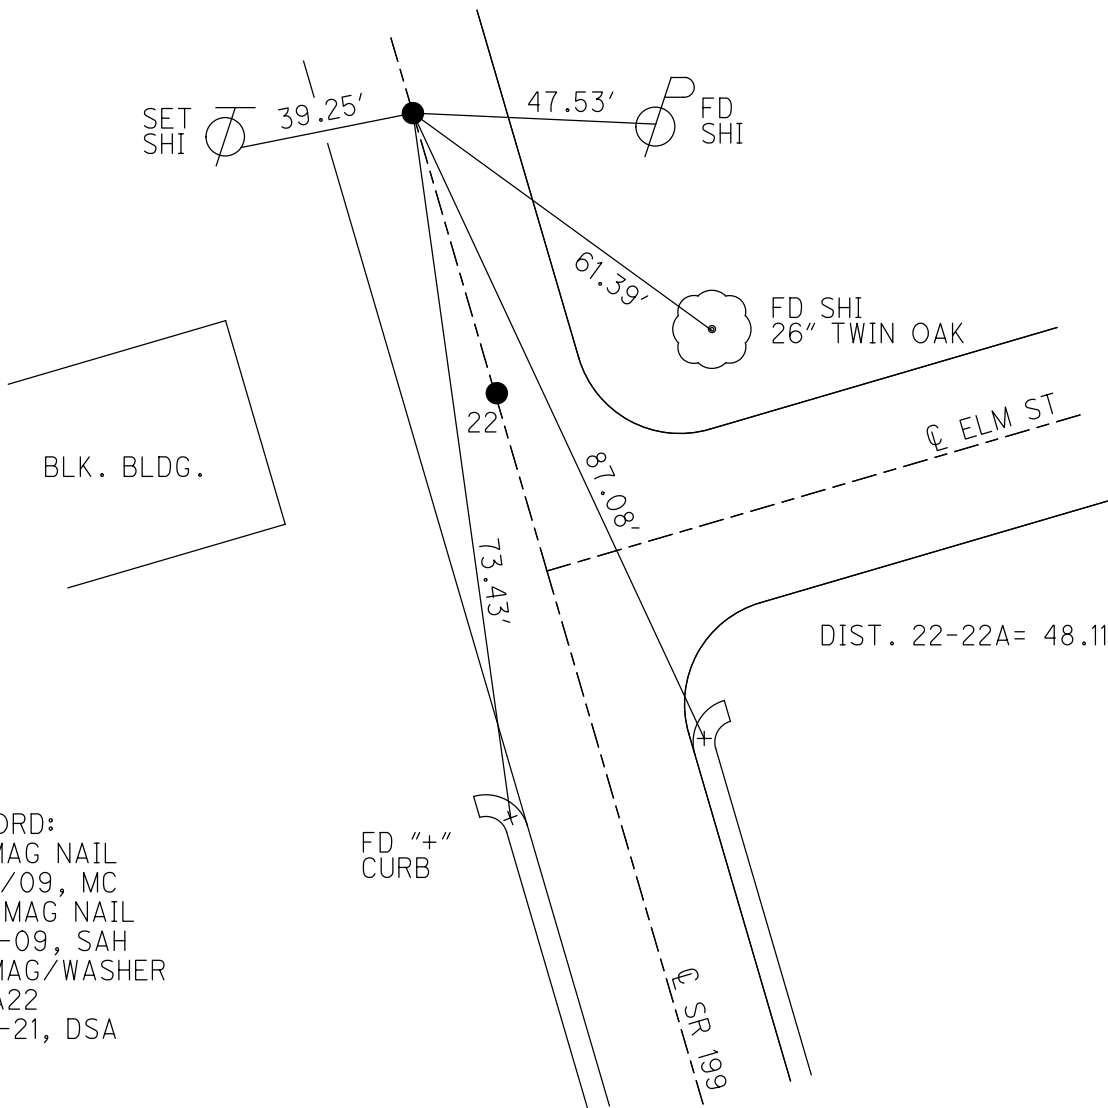 SET
SHI
39.25′
47.53′
FD
SHI
61.39′
FD SHI
26″ TWIN OAK
22
℄ ELM ST
BLK. BLDG.
87.08′
73.43′
DIST. 22-22A= 48.11
ORD:
MAG NAIL
/09, MC
MAG NAIL
-09, SAH
MAG/WASHER
A22
-21, DSA
FD ″+″
CURB
℄ SR 199